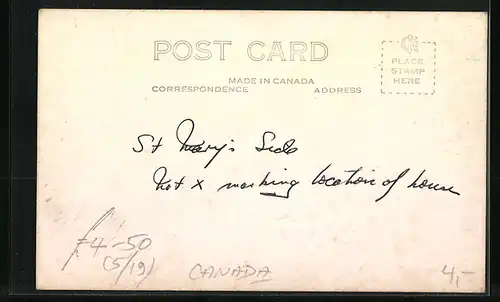 POST CARD
MADE IN CANADA
CORRESPONDENCE ADDRESS
PLACE
STAMP
HERE
St Mary's Side
Not x marking location of house
£4-50
(5/19)
CANADA
4,-